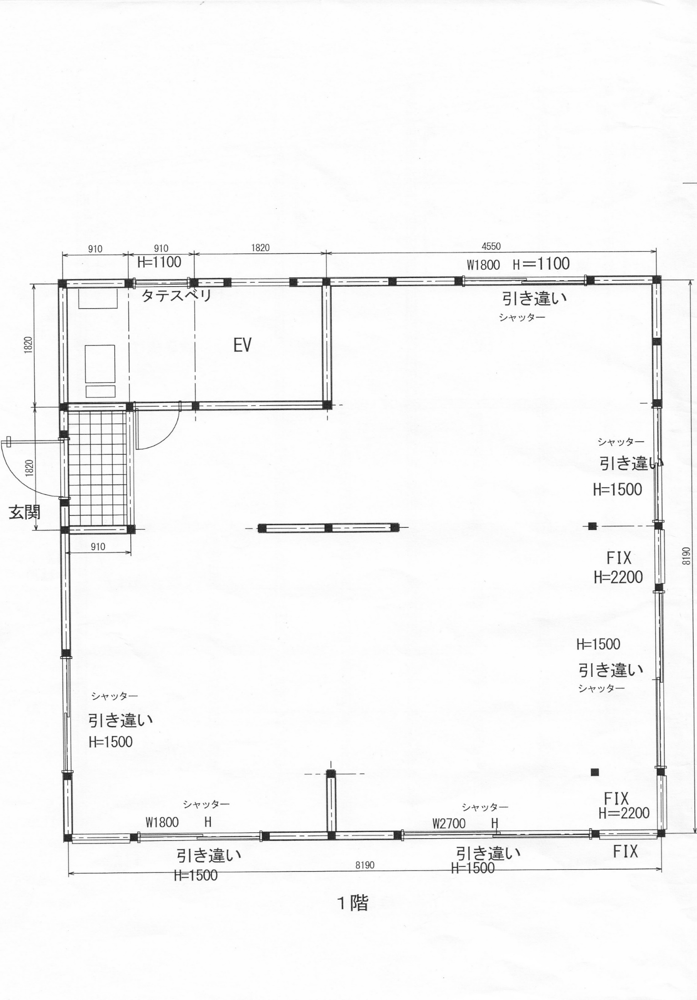 910
910
1820
4550
H=1100
W1800 H=1100
タテスベリ
引き違い
シャッター
1820
EV
シャッター
引き違い
H=1500
1820
玄関
910
FIX
H=2200
8190
H=1500
引き違い
シャッター
シャッター
引き違い
H=1500
シャッター
W1800 H
シャッター
W2700 H
FIX
H=2200
引き違い
H=1500
引き違い
H=1500
FIX
8190
1階